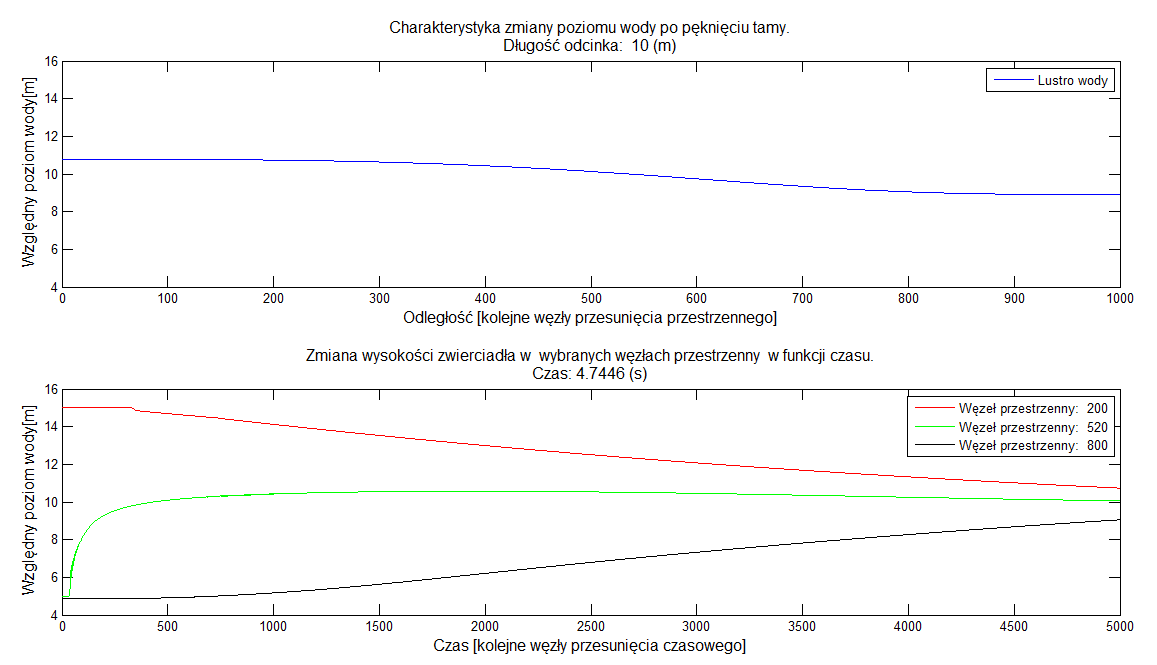 Charakterystyka zmiany poziomu wody po pęknięciu tamy.
Długość odcinka:  10 (m)
16
14
12
10
8
6
4
Względny poziom wody[m]
Lustro wody
0 100 200 300 400 500 600 700 800 900 1000
Odległość [kolejne węzły przesunięcia przestrzennego]
Zmiana wysokości zwierciadła w  wybranych węzłach przestrzenny  w funkcji czasu.
Czas: 4.7446 (s)
16
14
12
10
8
6
4
Względny poziom wody[m]
Węzeł przestrzenny:  200
Węzeł przestrzenny:  520
Węzeł przestrzenny:  800
0 500 1000 1500 2000 2500 3000 3500 4000 4500 5000
Czas [kolejne węzły przesunięcia czasowego]